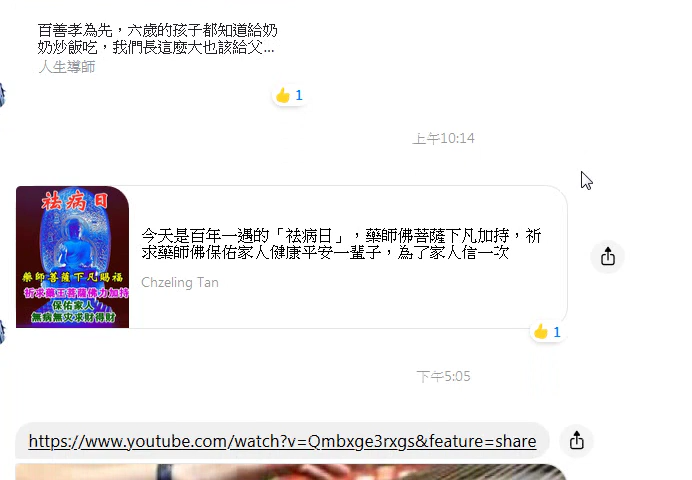 百善孝為先，六歲的孩子都知道給奶
奶炒飯吃，我們長這麼大也該給父...
人生導師
1
上午10:14
祛病日
藥師菩薩下凡賜福
祈求藥王菩薩佛力加持
保佑家人
無病無災求財得財
今天是百年一遇的「祛病日」，藥師佛菩薩下凡加持，祈
求藥師佛保佑家人健康平安一輩子，為了家人信一次
Chzeling Tan
1
下午5:05
https://www.youtube.com/watch?v=Qmbxge3rxgs&feature=share